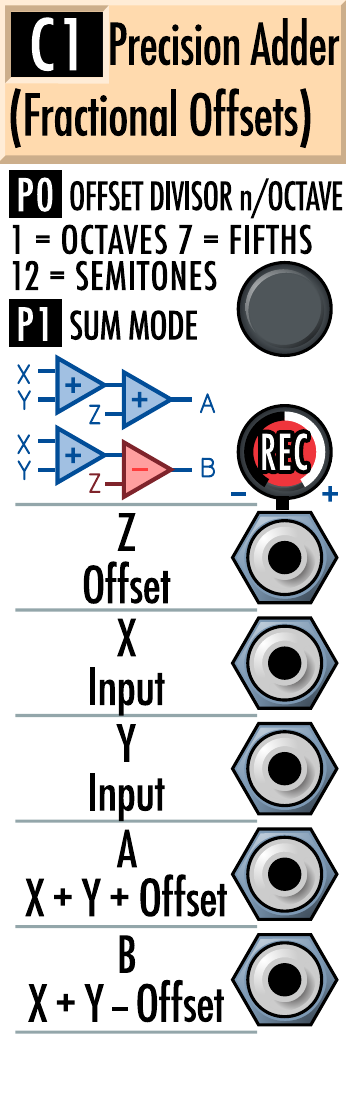 C1 Precision Adder
(Fractional Offsets)
P0 OFFSET DIVISOR n/OCTAVE
1 = OCTAVES 7 = FIFTHS
12 = SEMITONES
P1 SUM MODE
X
Y
+
Z
+
A
X
Y
+
Z
−
B
REC
− +
Z
Offset
X
Input
Y
Input
A
X + Y + Offset
B
X + Y – Offset